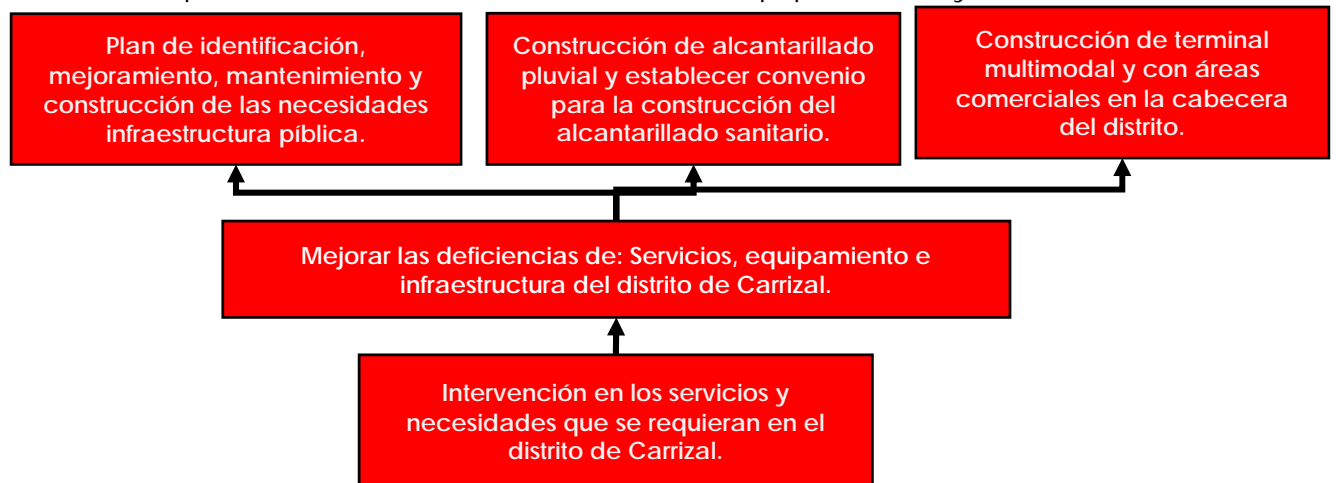 Plan de identificación,
mejoramiento, mantenimiento y
construcción de las necesidades
infraestructura píblica.
Construcción de alcantarillado
pluvial y establecer convenio
para la construcción del
alcantarillado sanitario.
Construcción de terminal
multimodal y con áreas
comerciales en la cabecera
del distrito.
Mejorar las deficiencias de: Servicios, equipamiento e
infraestructura del distrito de Carrizal.
Intervención en los servicios y
necesidades que se requieran en el
distrito de Carrizal.